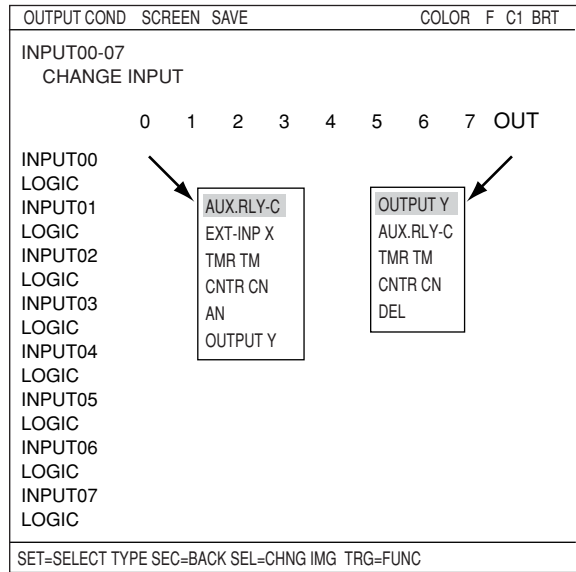 OUTPUT COND SCREEN SAVE COLOR F C1 BRT
INPUT00-07
CHANGE INPUT
0 1 2 3 4 5 6 7 OUT
INPUT00
LOGIC
INPUT01
LOGIC
INPUT02
LOGIC
INPUT03
LOGIC
INPUT04
LOGIC
INPUT05
LOGIC
INPUT06
LOGIC
INPUT07
LOGIC
AUX.RLY-C
EXT-INP X
TMR TM
CNTR CN
AN
OUTPUT Y
OUTPUT Y
AUX.RLY-C
TMR TM
CNTR CN
DEL
SET=SELECT TYPE SEC=BACK SEL=CHNG IMG TRG=FUNC